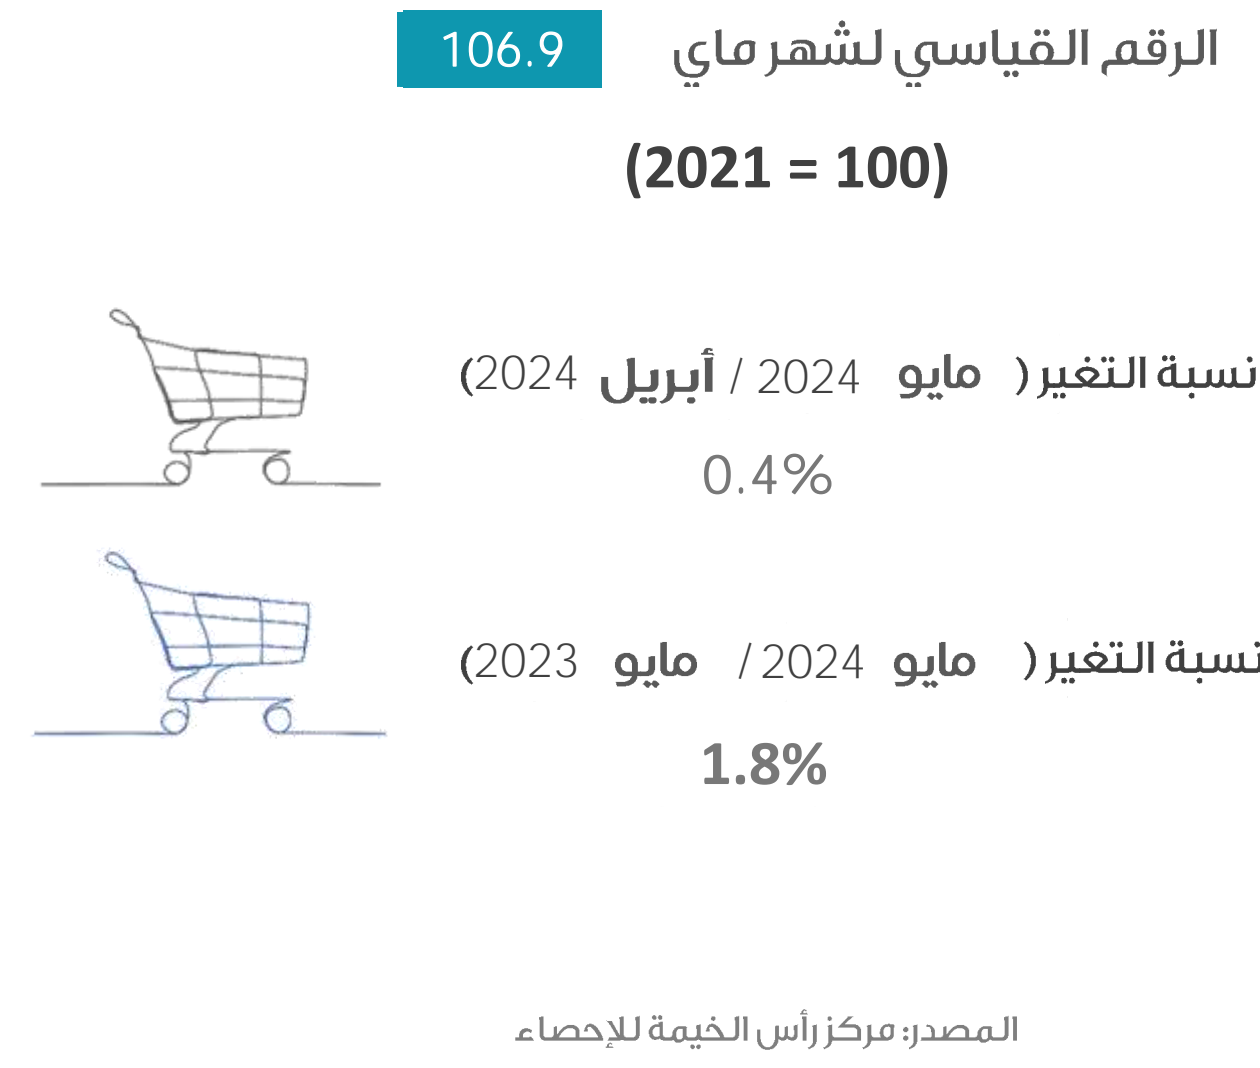 الرقم القياسي لشهر ماي 106.9
(2021 = 100)
نسبة التغير ( مايو 2024 / أبريل 2024)
0.4%
نسبة التغير ( مايو 2024 / مايو 2023)
1.8%
المصدر: مركز رأس الخيمة للإحصاء